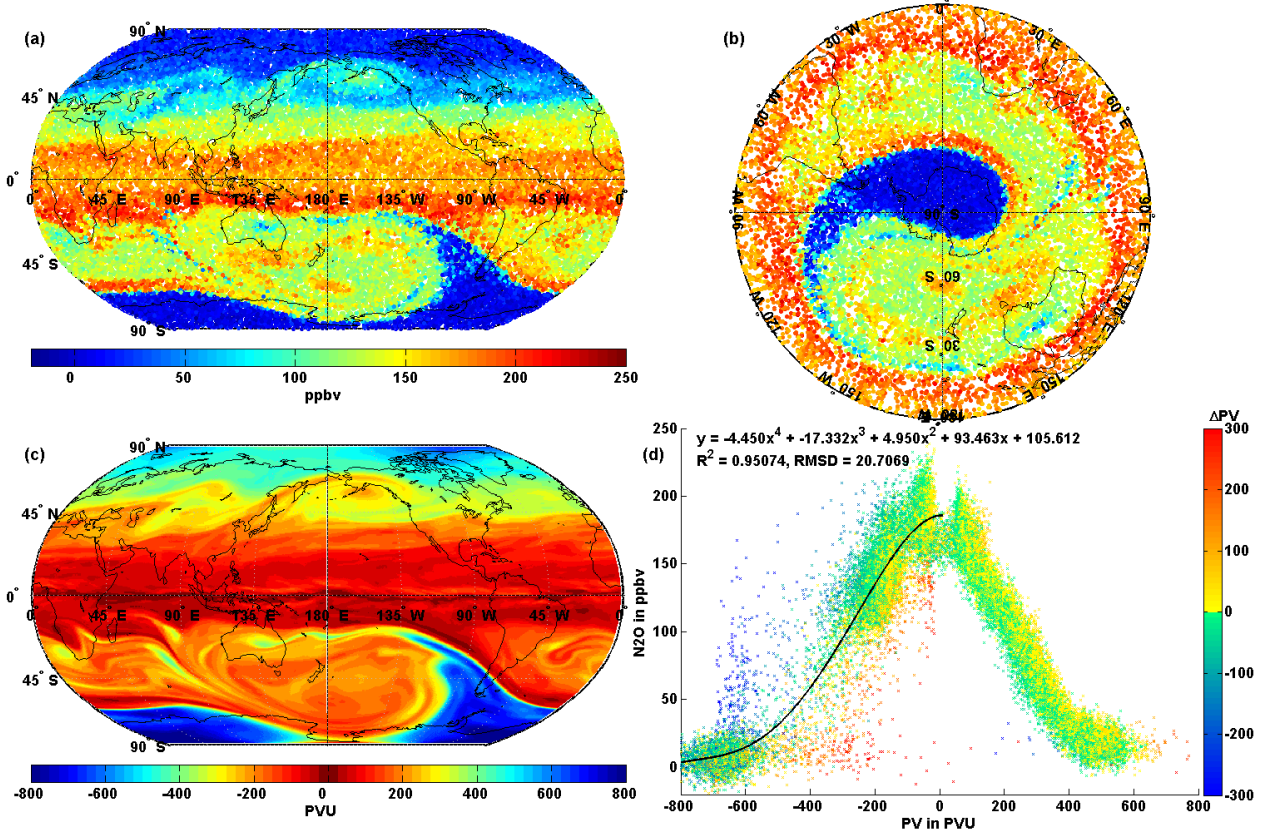 (a)
90° N
45° N
0°
0°
45° E
90° E
135° E
180° E
135° W
90° W
45° W
45° S
90° S
0
50
100
150
200
250
ppbv
(b)
0°
30° W
30° E
60° W
60° E
90° W
90° E
90° S
60° S
30° S
120° W
120° E
150° W
150° E
(c)
90° N
45° N
0°
0°
45° E
90° E
135° E
180° E
135° W
90° W
45° W
45° S
90° S
-800
-600
-400
-200
0
200
400
600
800
PVU
(d)
y = -4.450x⁴ + -17.332x³ + 4.950x² + 93.463x + 105.612
R² = 0.95074, RMSD = 20.7069
N2O in ppbv
250
200
150
100
50
0
-800
-600
-400
-200
0
200
400
600
800
PV in PVU
ΔPV
300
200
100
0
-100
-200
-300